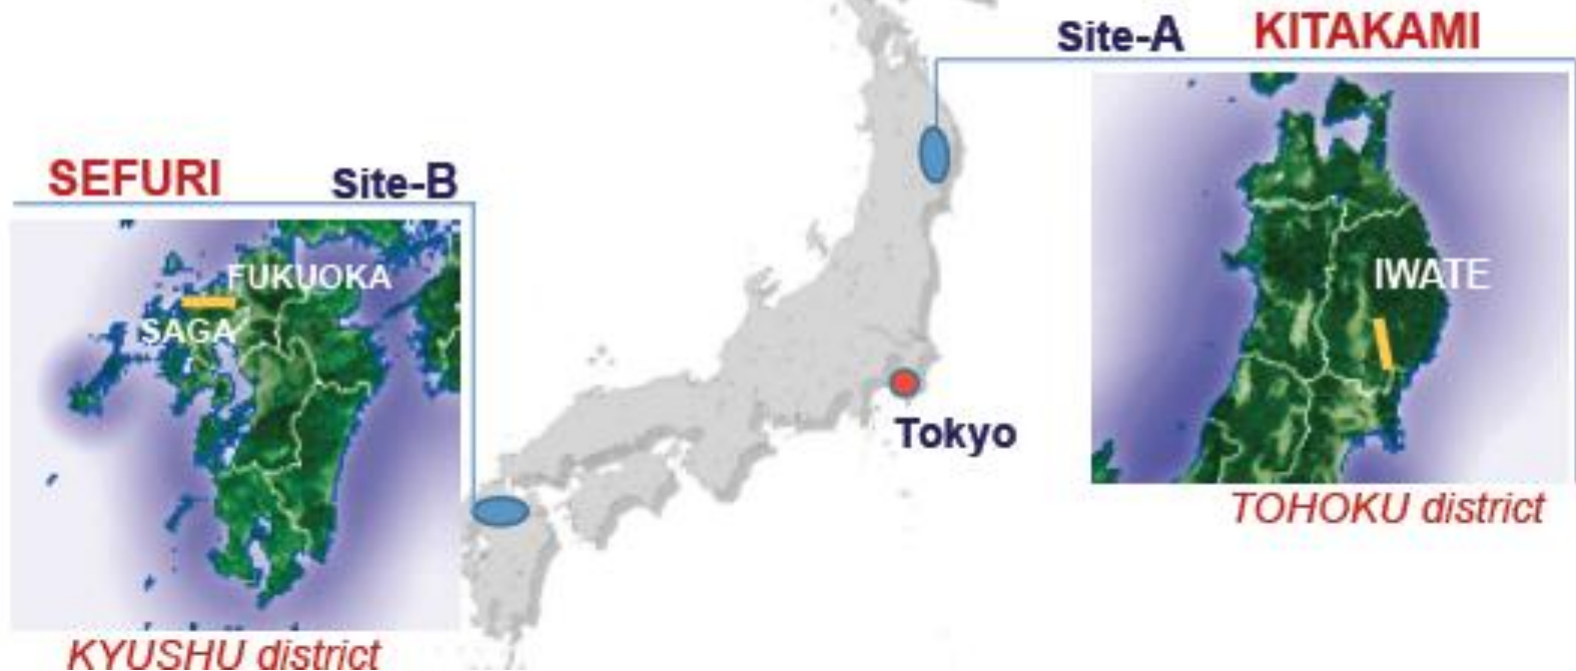 Site-A KITAKAMI
SEFURI Site-B
IWATE
FUKUOKA
SAGA
Tokyo
TOHOKU district
KYUSHU district